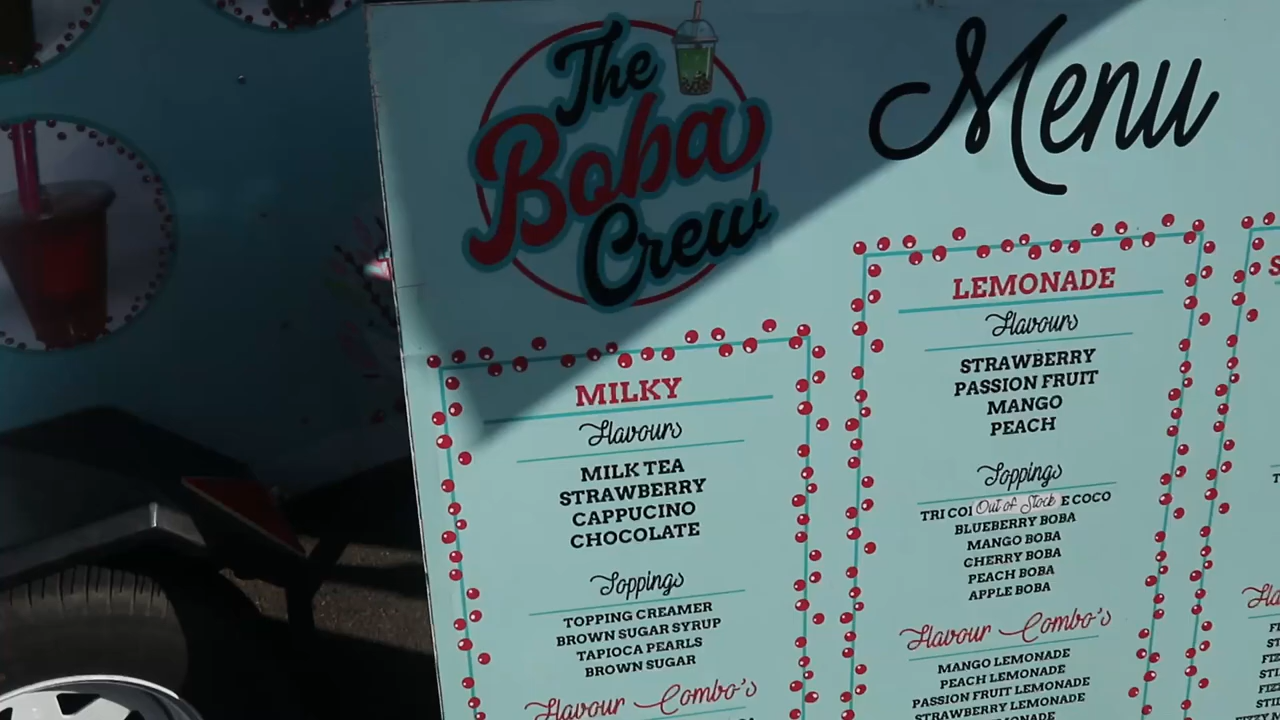 The
Boba
Crew
Menu
MILKY
Flavours
MILK TEA
STRAWBERRY
CAPPUCINO
CHOCOLATE
Toppings
TOPPING CREAMER
BROWN SUGAR SYRUP
TAPIOCA PEARLS
BROWN SUGAR
Flavour Combo's
LEMONADE
Flavours
STRAWBERRY
PASSION FRUIT
MANGO
PEACH
Toppings
TRI COl Out of Stock E COCO
BLUEBERRY BOBA
MANGO BOBA
CHERRY BOBA
PEACH BOBA
APPLE BOBA
Flavour Combo's
MANGO LEMONADE
PEACH LEMONADE
PASSION FRUIT LEMONADE
STRAWBERRY LEMONADE